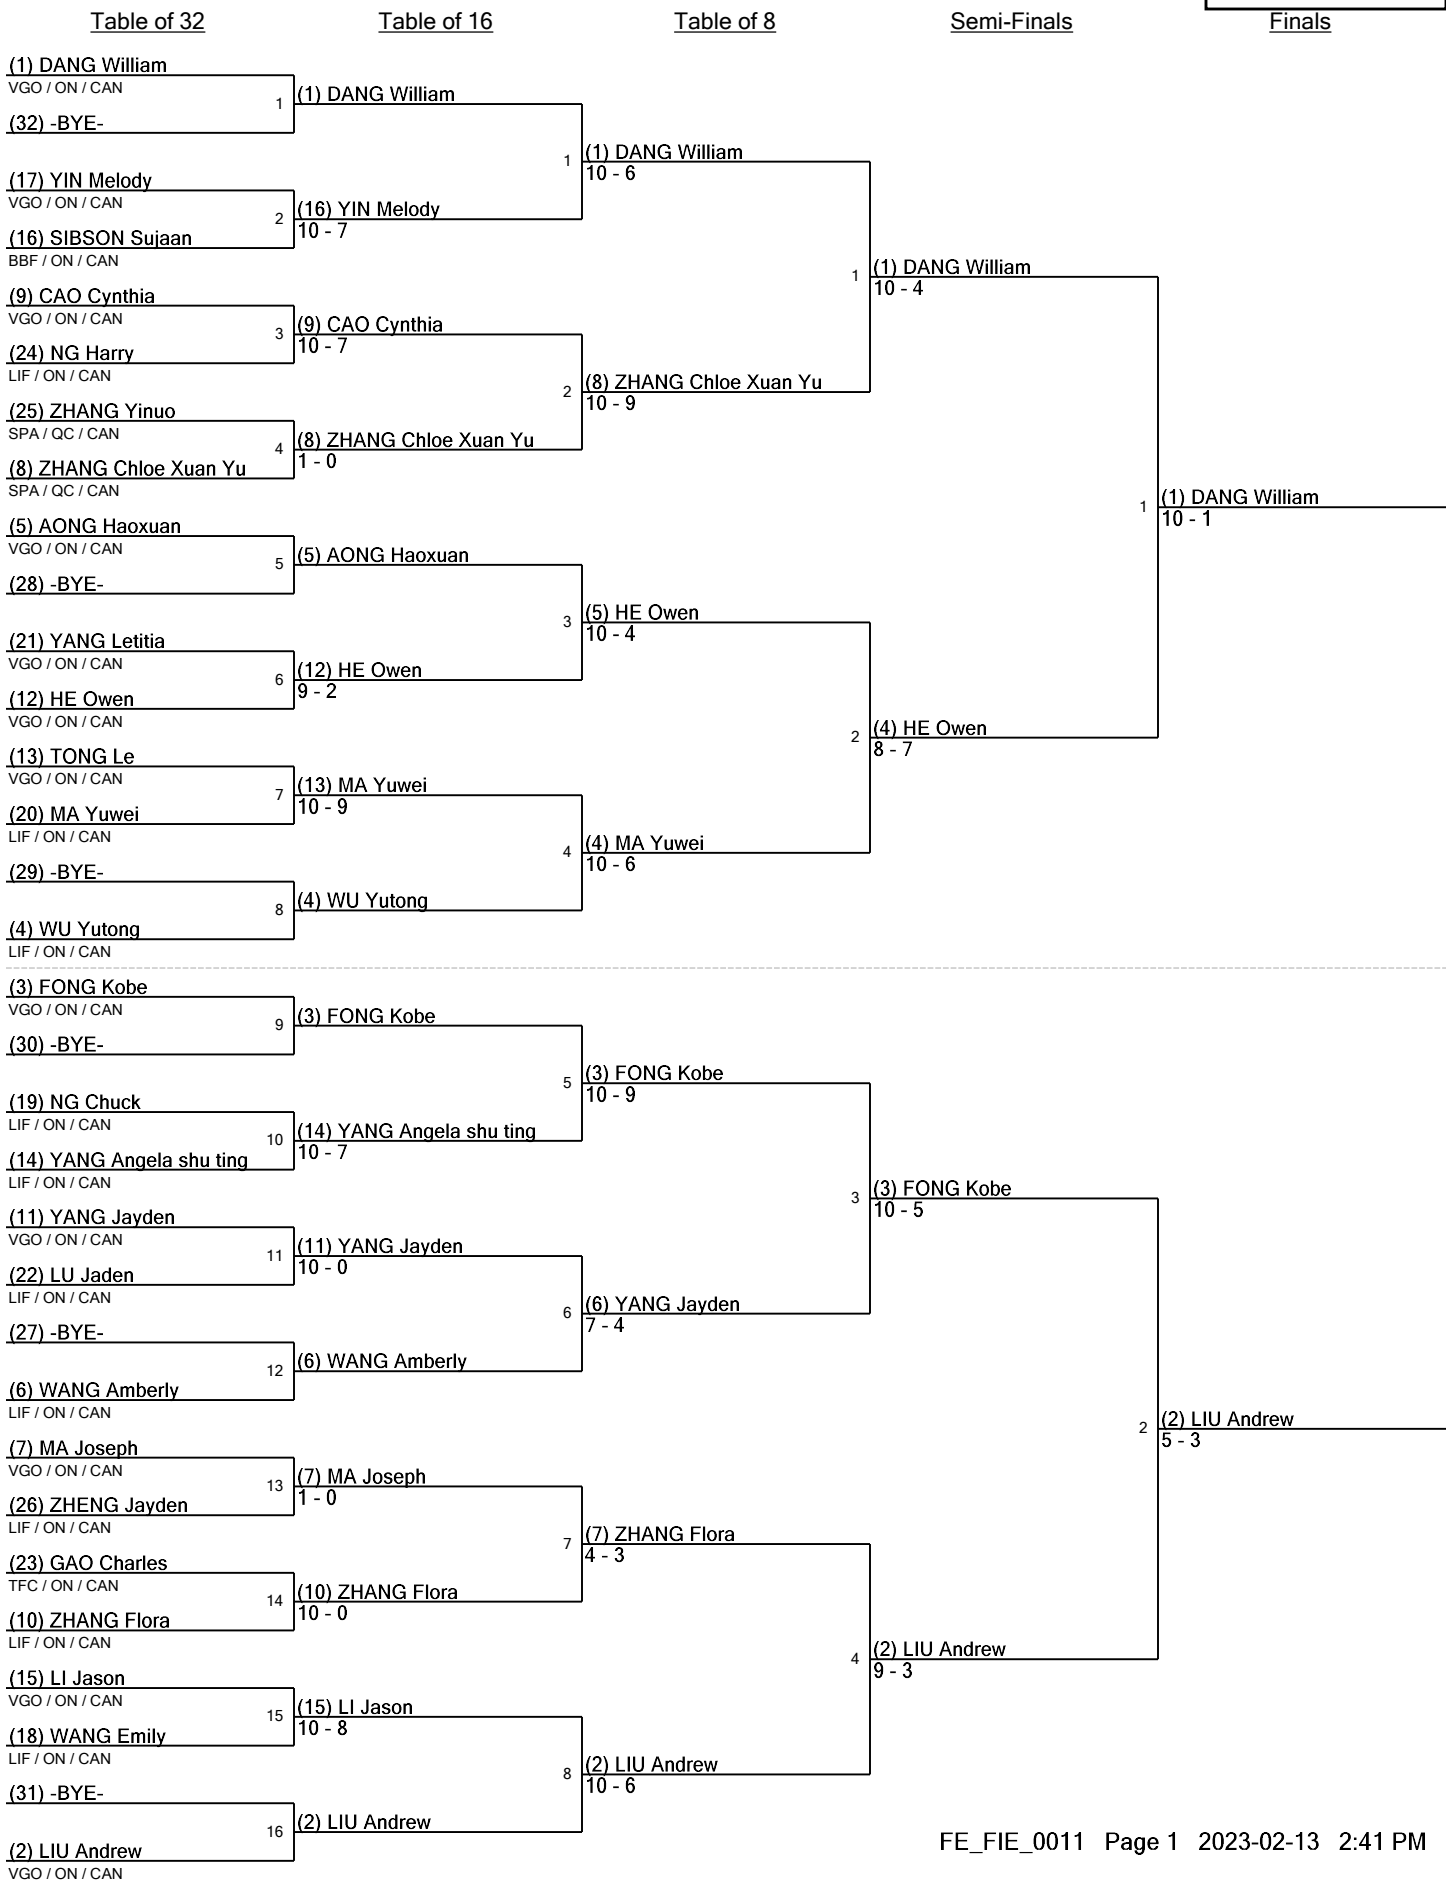 Table of 32
Table of 16
Table of 8
Semi-Finals
Finals
(1) DANG William
VGO / ON / CAN
(32) -BYE-
(17) YIN Melody
VGO / ON / CAN
(16) SIBSON Sujaan
BBF / ON / CAN
(9) CAO Cynthia
VGO / ON / CAN
(24) NG Harry
LIF / ON / CAN
(25) ZHANG Yinuo
SPA / QC / CAN
(8) ZHANG Chloe Xuan Yu
SPA / QC / CAN
(5) AONG Haoxuan
VGO / ON / CAN
(28) -BYE-
(21) YANG Letitia
VGO / ON / CAN
(12) HE Owen
VGO / ON / CAN
(13) TONG Le
VGO / ON / CAN
(20) MA Yuwei
LIF / ON / CAN
(29) -BYE-
(4) WU Yutong
LIF / ON / CAN
(3) FONG Kobe
VGO / ON / CAN
(30) -BYE-
(19) NG Chuck
LIF / ON / CAN
(14) YANG Angela shu ting
LIF / ON / CAN
(11) YANG Jayden
VGO / ON / CAN
(22) LU Jaden
LIF / ON / CAN
(27) -BYE-
(6) WANG Amberly
LIF / ON / CAN
(7) MA Joseph
VGO / ON / CAN
(26) ZHENG Jayden
LIF / ON / CAN
(23) GAO Charles
TFC / ON / CAN
(10) ZHANG Flora
LIF / ON / CAN
(15) LI Jason
VGO / ON / CAN
(18) WANG Emily
LIF / ON / CAN
(31) -BYE-
(2) LIU Andrew
VGO / ON / CAN
1
(1) DANG William
2
(16) YIN Melody
10 - 7
3
(9) CAO Cynthia
10 - 7
4
(8) ZHANG Chloe Xuan Yu
1 - 0
5
(5) AONG Haoxuan
6
(12) HE Owen
9 - 2
7
(13) MA Yuwei
10 - 9
8
(4) WU Yutong
9
(3) FONG Kobe
10
(14) YANG Angela shu ting
10 - 7
11
(11) YANG Jayden
10 - 0
12
(6) WANG Amberly
13
(7) MA Joseph
1 - 0
14
(10) ZHANG Flora
10 - 0
15
(15) LI Jason
10 - 8
16
(2) LIU Andrew
1
(1) DANG William
10 - 6
2
(8) ZHANG Chloe Xuan Yu
10 - 9
3
(5) HE Owen
10 - 4
4
(4) MA Yuwei
10 - 6
5
(3) FONG Kobe
10 - 9
6
(6) YANG Jayden
7 - 4
7
(7) ZHANG Flora
4 - 3
8
(2) LIU Andrew
10 - 6
1
(1) DANG William
10 - 4
2
(4) HE Owen
8 - 7
3
(3) FONG Kobe
10 - 5
4
(2) LIU Andrew
9 - 3
1
(1) DANG William
10 - 1
2
(2) LIU Andrew
5 - 3
FE_FIE_0011 Page 1 2023-02-13 2:41 PM